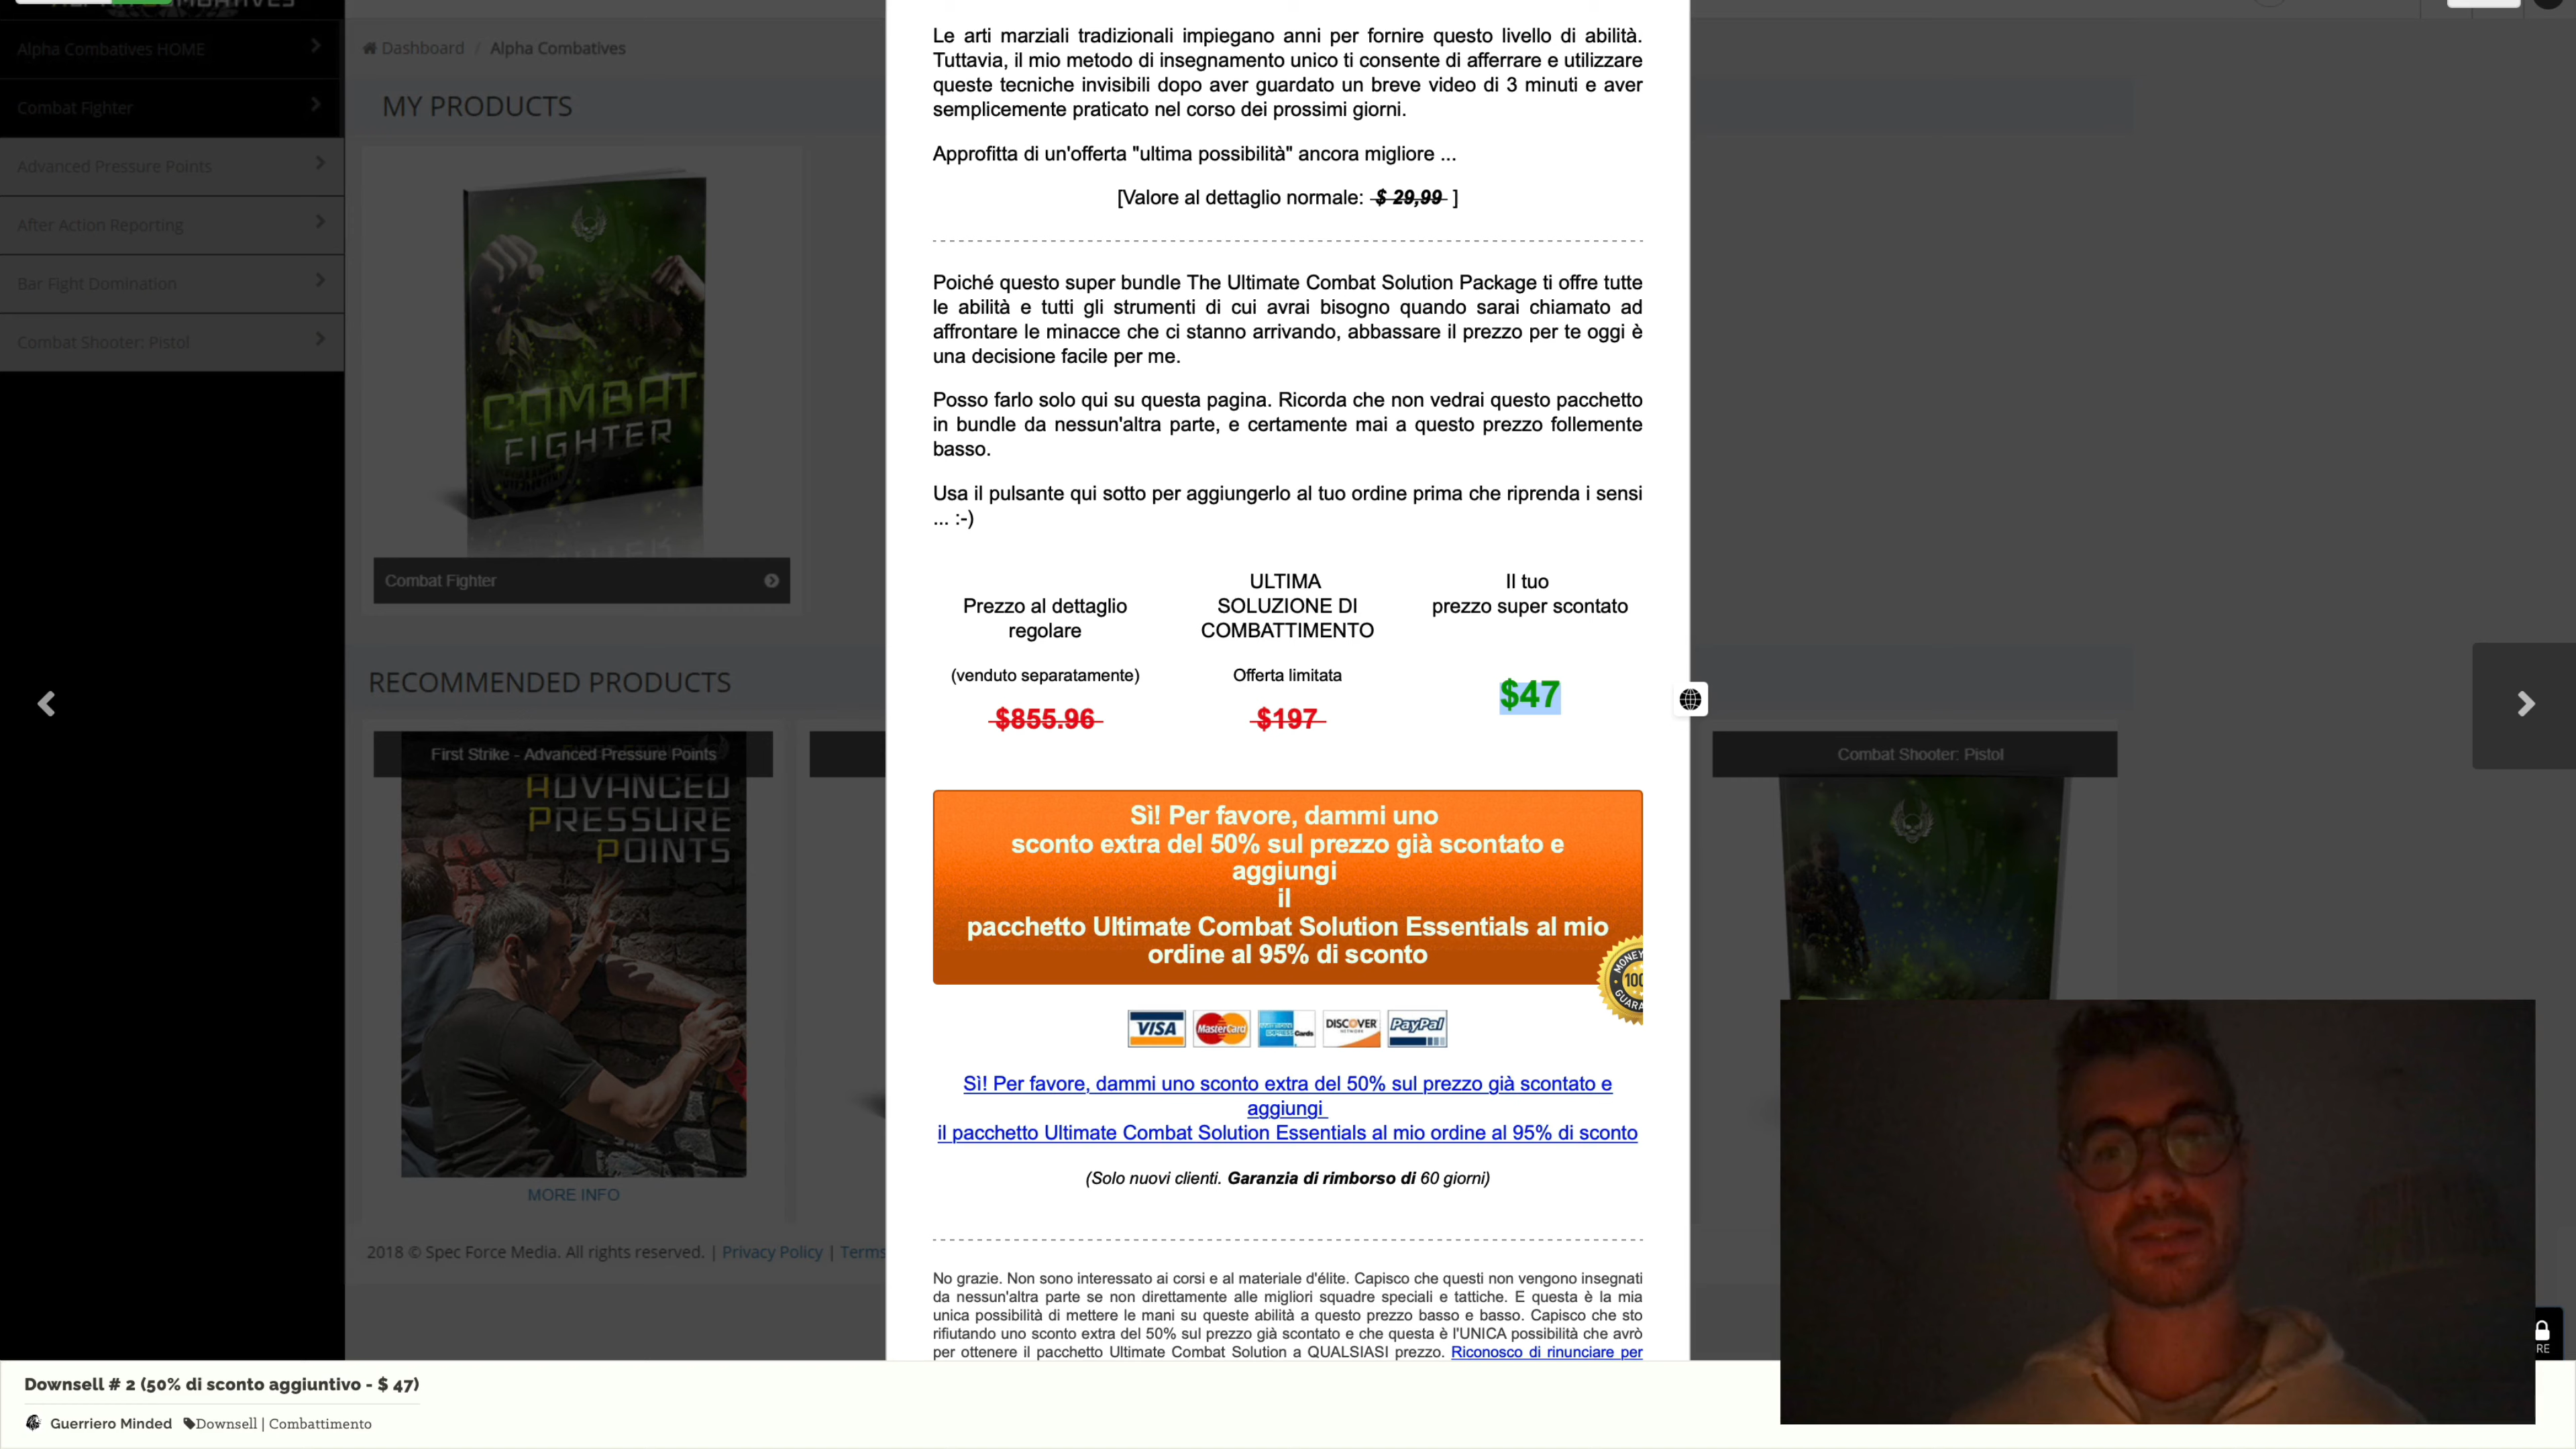 Alpha Combatives HOME
Combat Fighter
Advanced Pressure Points
After Action Reporting
Bar Fight Domination
Combat Shooter: Pistol
Dashboard / Alpha Combatives
MY PRODUCTS
COMBAT
FIGHTER
Combat Fighter
RECOMMENDED PRODUCTS
First Strike - Advanced Pressure Points
ADVANCED
PRESSURE
POINTS
MORE INFO
2018 © Spec Force Media. All rights reserved. | Privacy Policy | Terms
Le arti marziali tradizionali impiegano anni per fornire questo livello di abilità.
Tuttavia, il mio metodo di insegnamento unico ti consente di afferrare e utilizzare
queste tecniche invisibili dopo aver guardato un breve video di 3 minuti e aver
semplicemente praticato nel corso dei prossimi giorni.
Approfitta di un'offerta "ultima possibilità" ancora migliore ...
[Valore al dettaglio normale: $ 29,99 ]
Poiché questo super bundle The Ultimate Combat Solution Package ti offre tutte
le abilità e tutti gli strumenti di cui avrai bisogno quando sarai chiamato ad
affrontare le minacce che ci stanno arrivando, abbassare il prezzo per te oggi è
una decisione facile per me.
Posso farlo solo qui su questa pagina. Ricorda che non vedrai questo pacchetto
in bundle da nessun'altra parte, e certamente mai a questo prezzo follemente
basso.
Usa il pulsante qui sotto per aggiungerlo al tuo ordine prima che riprenda i sensi
... :-)
Prezzo al dettaglio
regolare
(venduto separatamente)
$855.96
ULTIMA
SOLUZIONE DI
COMBATTIMENTO
Offerta limitata
$197
Il tuo
prezzo super scontato
$47
Sì! Per favore, dammi uno
sconto extra del 50% sul prezzo già scontato e
aggiungi
il
pacchetto Ultimate Combat Solution Essentials al mio
ordine al 95% di sconto
MONEY
100
GUARA
VISA
MasterCard
Cards
DISCOVER
PayPal
Sì! Per favore, dammi uno sconto extra del 50% sul prezzo già scontato e
aggiungi
il pacchetto Ultimate Combat Solution Essentials al mio ordine al 95% di sconto
(Solo nuovi clienti. Garanzia di rimborso di 60 giorni)
No grazie. Non sono interessato ai corsi e al materiale d'élite. Capisco che questi non vengono insegnati
da nessun'altra parte se non direttamente alle migliori squadre speciali e tattiche. E questa è la mia
unica possibilità di mettere le mani su queste abilità a questo prezzo basso e basso. Capisco che sto
rifiutando uno sconto extra del 50% sul prezzo già scontato e che questa è l'UNICA possibilità che avrò
per ottenere il pacchetto Ultimate Combat Solution a QUALSIASI prezzo. Riconosco di rinunciare per
Combat Shooter: Pistol
RE
Downsell # 2 (50% di sconto aggiuntivo - $ 47)
Guerriero Minded Downsell | Combattimento